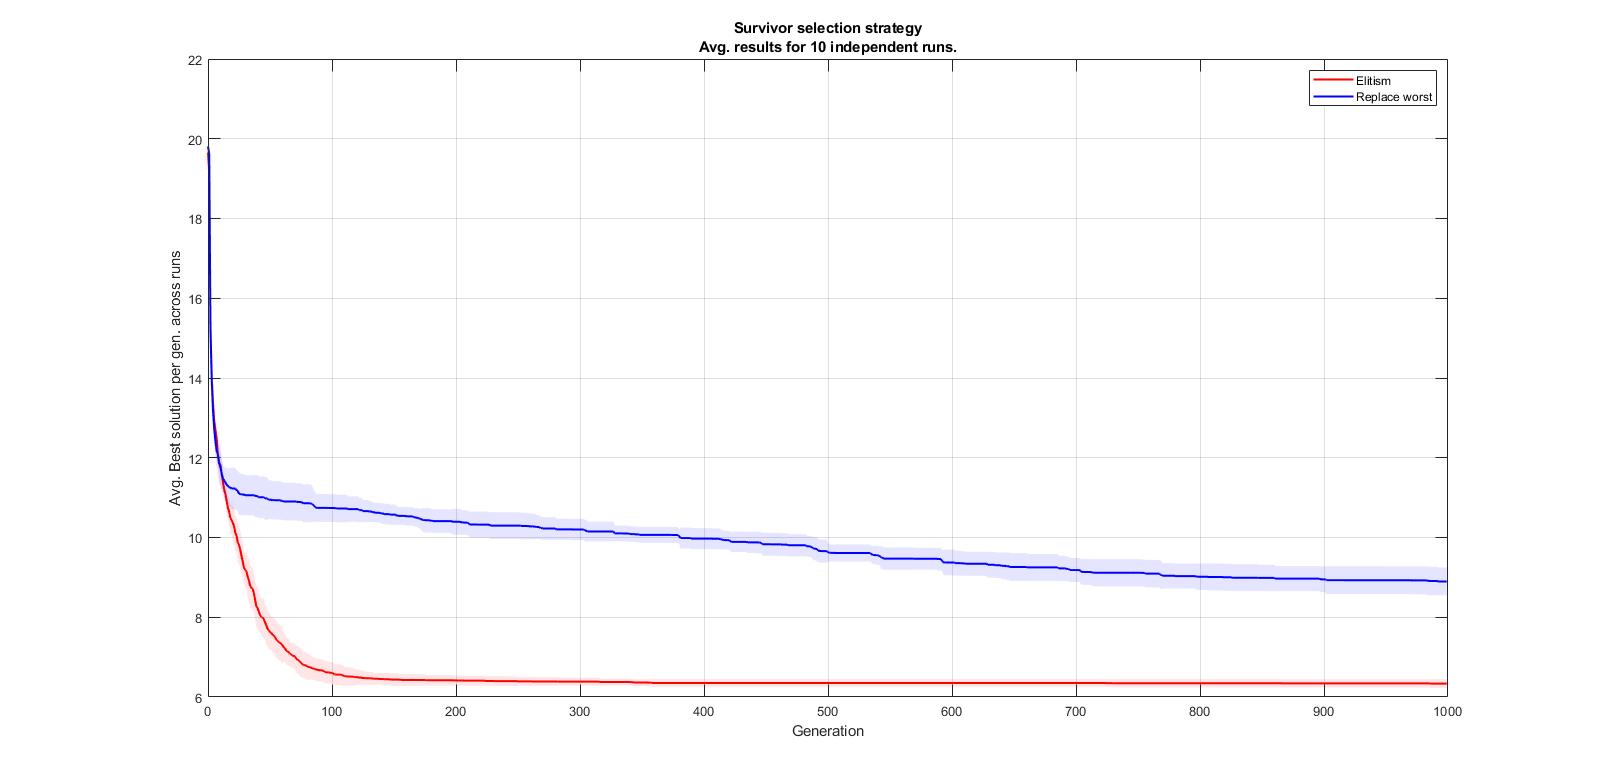 Survivor selection strategy
Avg. results for 10 independent runs.
Elitism
Replace worst
Avg. Best solution per gen. across runs
22
20
18
16
14
12
10
8
6
0 100 200 300 400 500 600 700 800 900 1000
Generation